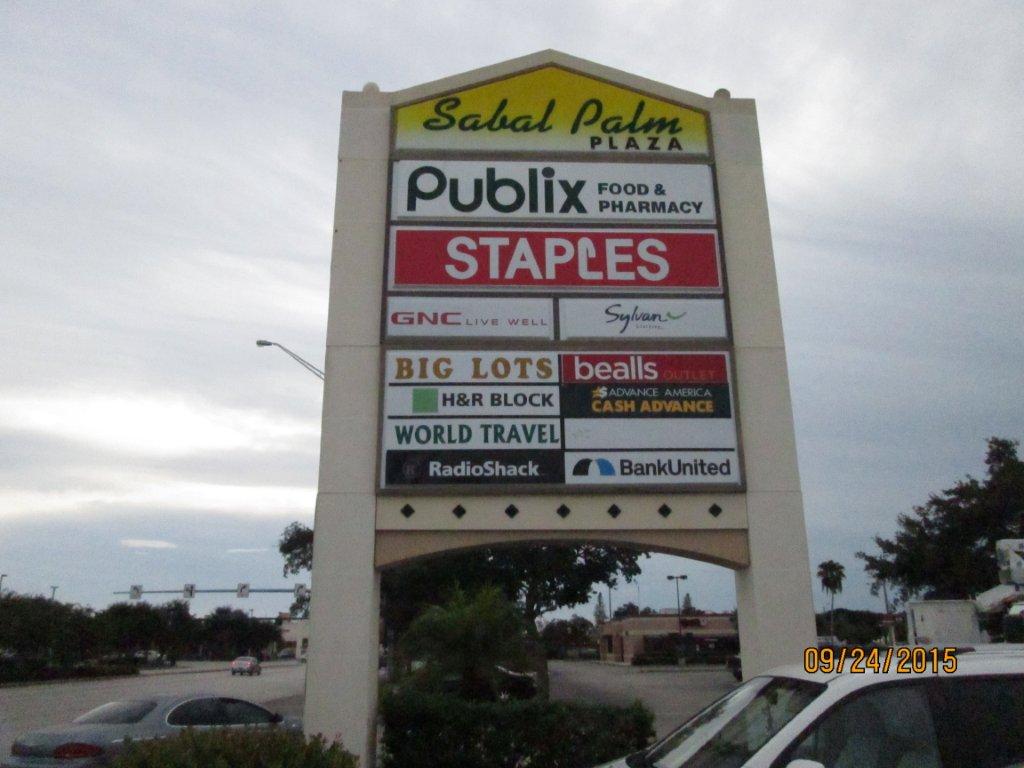 Sabal Palm
PLAZA
Publix FOOD &
PHARMACY
STAPLES
GNC LIVE WELL
Sylvan
BIG LOTS
bealls OUTLET
H&R BLOCK
ADVANCE AMERICA
CASH ADVANCE
WORLD TRAVEL
R RadioShack
BankUnited
09/24/2015